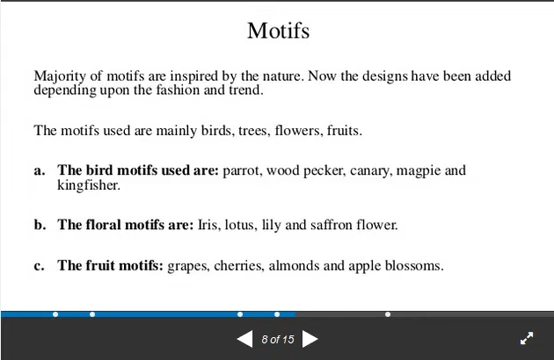 Motifs
Majority of motifs are inspired by the nature. Now the designs have been added
depending upon the fashion and trend.
The motifs used are mainly birds, trees, flowers, fruits.
a. The bird motifs used are: parrot, wood pecker, canary, magpie and
kingfisher.
b. The floral motifs are: Iris, lotus, lily and saffron flower.
c. The fruit motifs: grapes, cherries, almonds and apple blossoms.
8 of 15